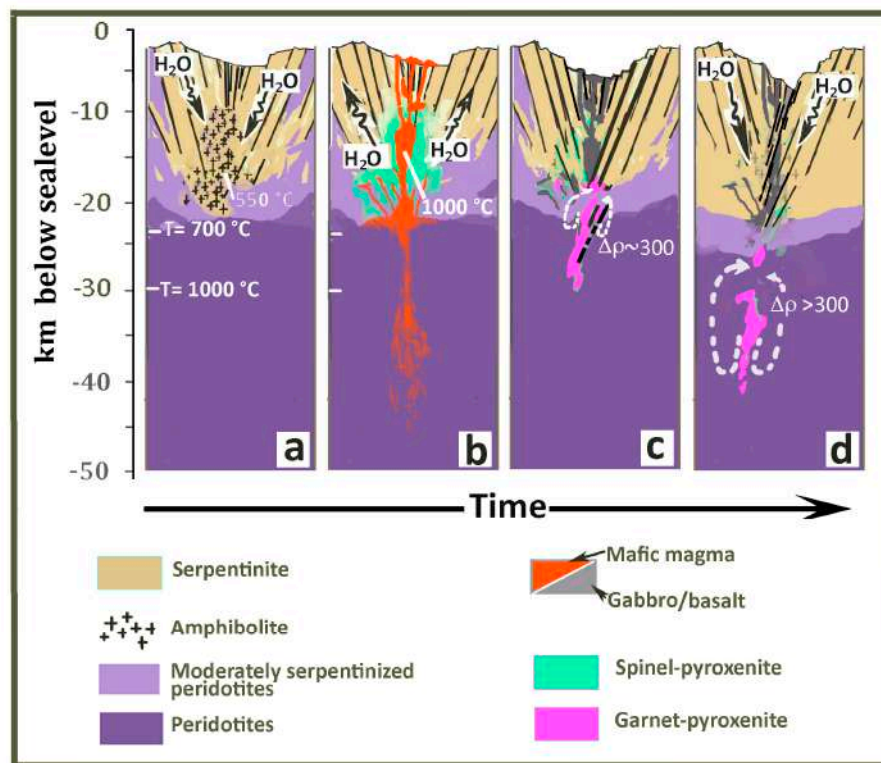 km below sealevel
0
-10
-20
-30
-40
-50
H2O
H2O
550 °C
T= 700 °C
T= 1000 °C
a
H2O
H2O
1000 °C
b
Δρ~300
c
H2O
H2O
Δρ >300
d
Time
Serpentinite
Amphibolite
Moderately serpentinized
peridotites
Peridotites
Mafic magma
Gabbro/basalt
Spinel-pyroxenite
Garnet-pyroxenite